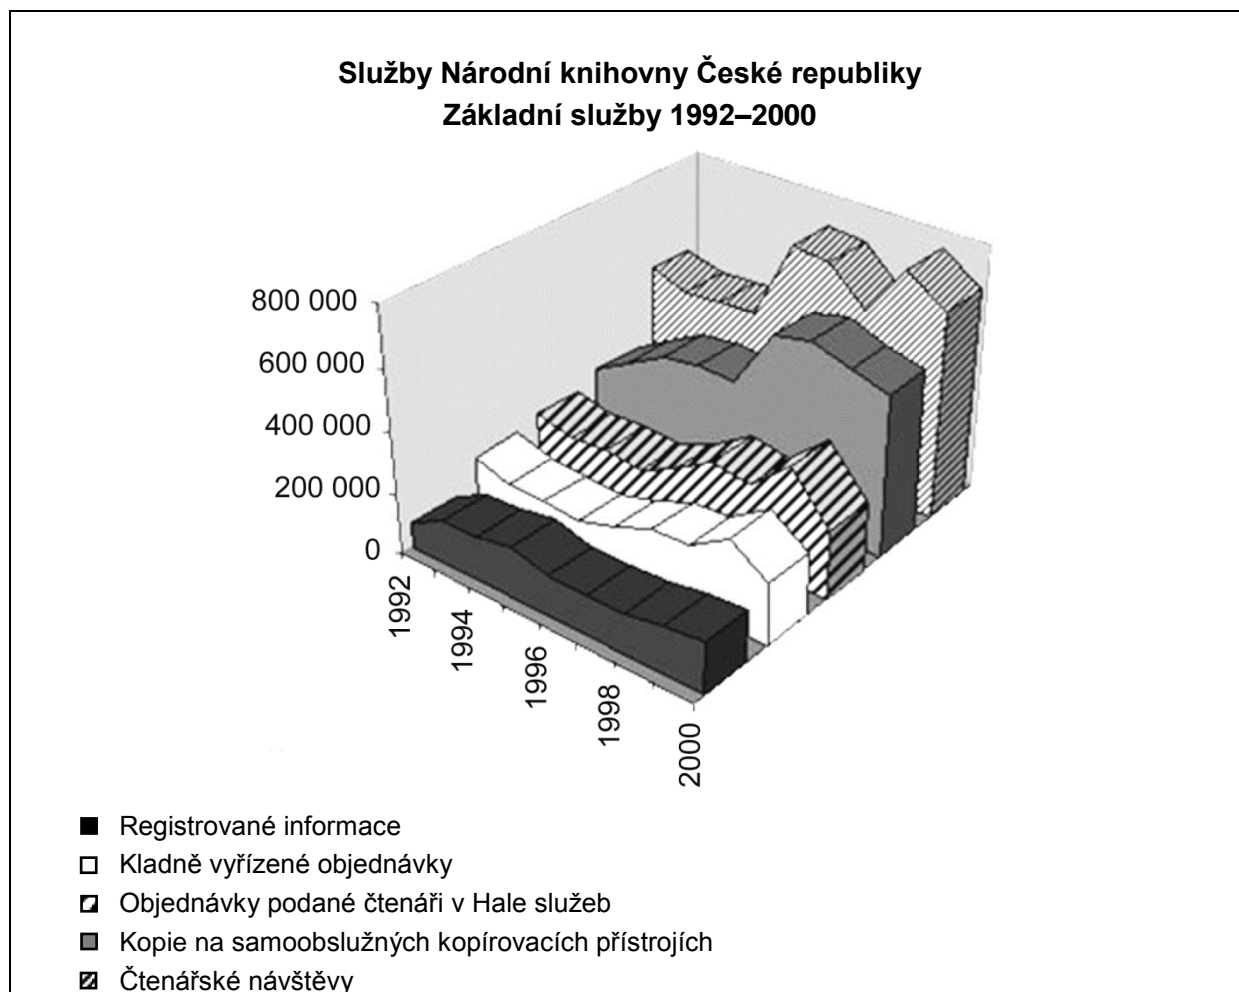 Služby Národní knihovny České republiky
Základní služby 1992–2000
800 000
600 000
400 000
200 000
0
1992
1994
1996
1998
2000
Registrované informace
Kladně vyřízené objednávky
Objednávky podané čtenáři v Hale služeb
Kopie na samoobslužných kopírovacích přístrojích
Čtenářské návštěvy